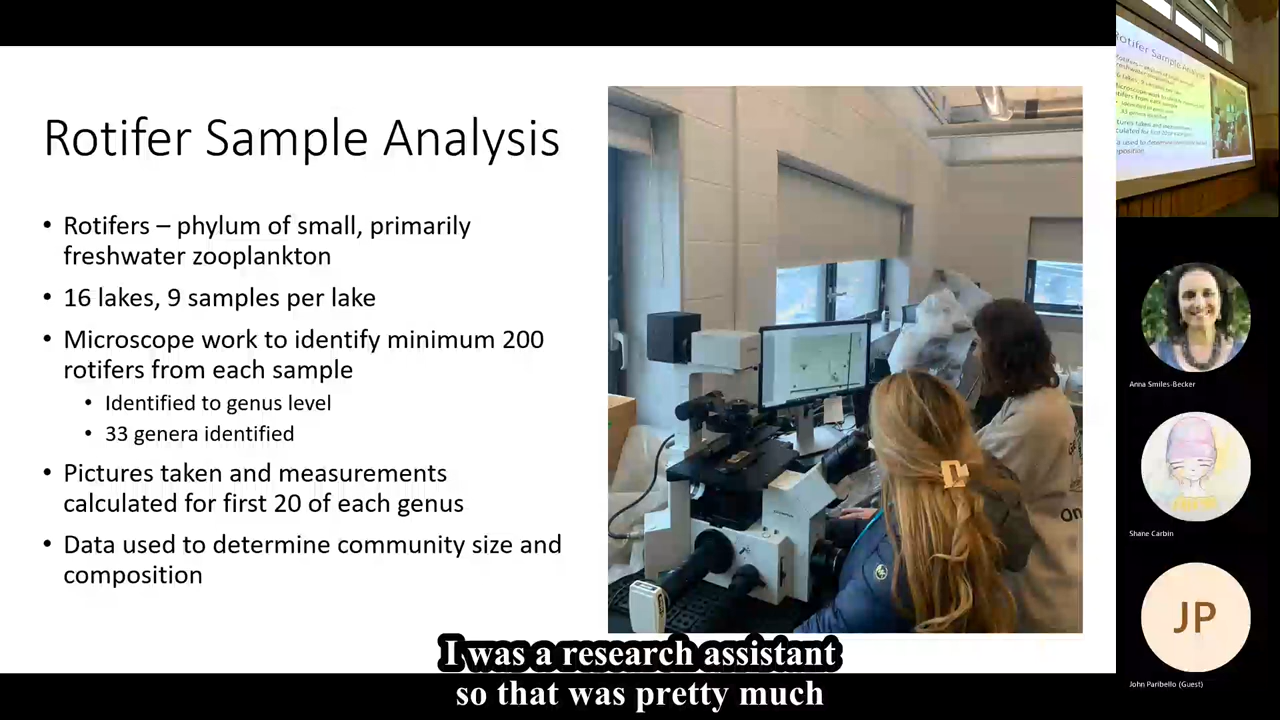 Rotifer Sample Analysis
• Rotifers – phylum of small, primarily
freshwater zooplankton
• 16 lakes, 9 samples per lake
• Microscope work to identify minimum 200
rotifers from each sample
• Identified to genus level
• 33 genera identified
• Pictures taken and measurements
calculated for first 20 of each genus
• Data used to determine community size and
composition
I was a research assistant
so that was pretty much
Anna Smiles-Becker
Shane Carbin
JP
John Paribello (Guest)